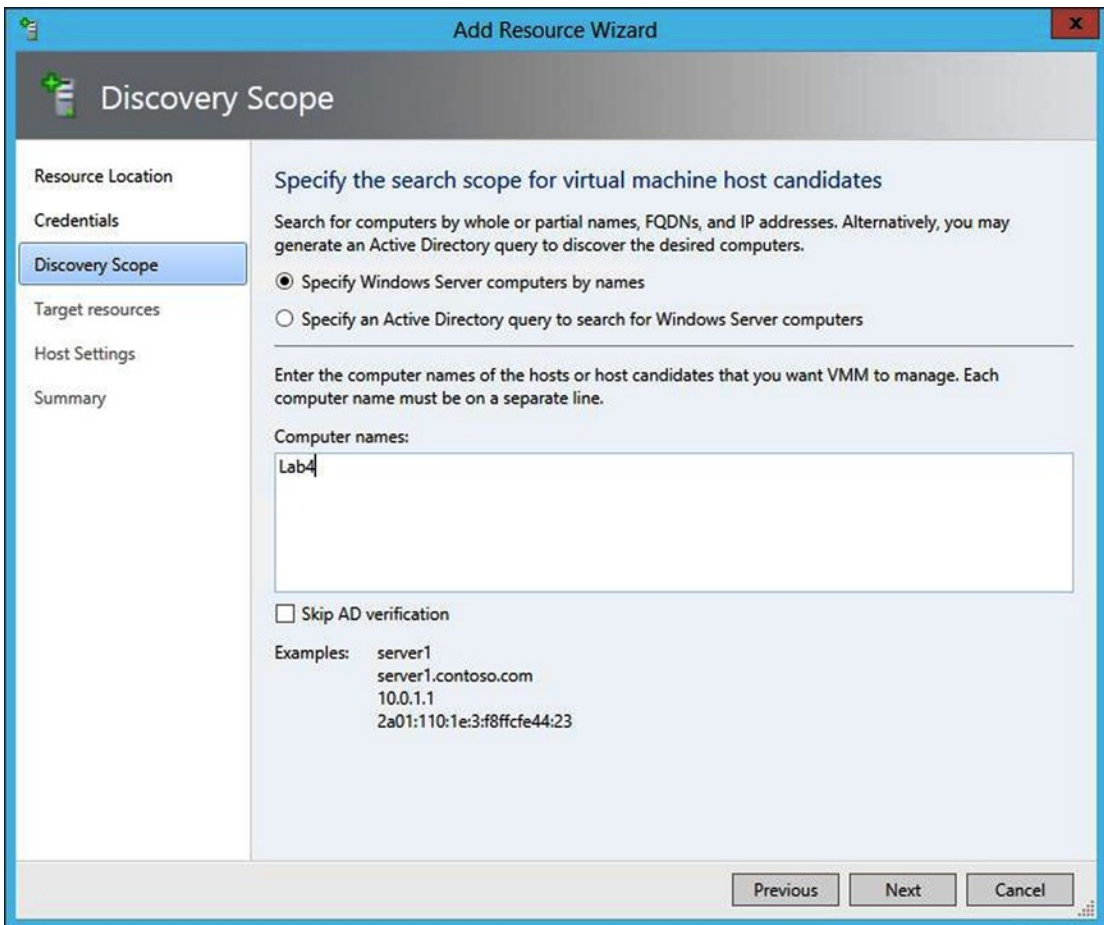 Add Resource Wizard
x
Discovery Scope
Resource Location
Credentials
Discovery Scope
Target resources
Host Settings
Summary
Specify the search scope for virtual machine host candidates
Search for computers by whole or partial names, FQDNs, and IP addresses. Alternatively, you may
generate an Active Directory query to discover the desired computers.
Specify Windows Server computers by names
Specify an Active Directory query to search for Windows Server computers
Enter the computer names of the hosts or host candidates that you want VMM to manage. Each
computer name must be on a separate line.
Computer names:
Lab4
Skip AD verification
Examples: server1
server1.contoso.com
10.0.1.1
2a01:110:1e:3:f8ffcfe44:23
Previous Next Cancel